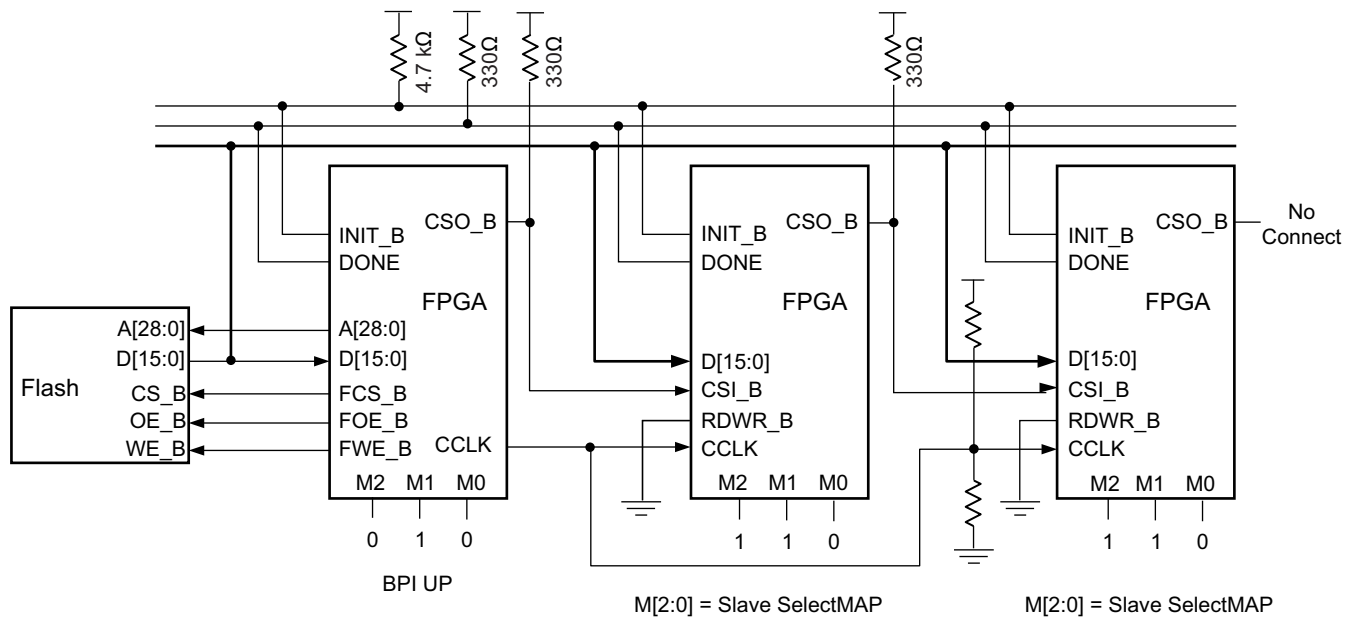 4.7 kΩ
330Ω
330Ω
330Ω
INIT_B
DONE
CSO_B
FPGA
A[28:0]
D[15:0]
FCS_B
FOE_B
FWE_B
CCLK
M2 M1 M0
0 1 0
BPI UP
Flash
A[28:0]
D[15:0]
CS_B
OE_B
WE_B
INIT_B
DONE
CSO_B
FPGA
D[15:0]
CSI_B
RDWR_B
CCLK
M2 M1 M0
1 1 0
M[2:0] = Slave SelectMAP
INIT_B
DONE
CSO_B
No
Connect
FPGA
D[15:0]
CSI_B
RDWR_B
CCLK
M2 M1 M0
1 1 0
M[2:0] = Slave SelectMAP